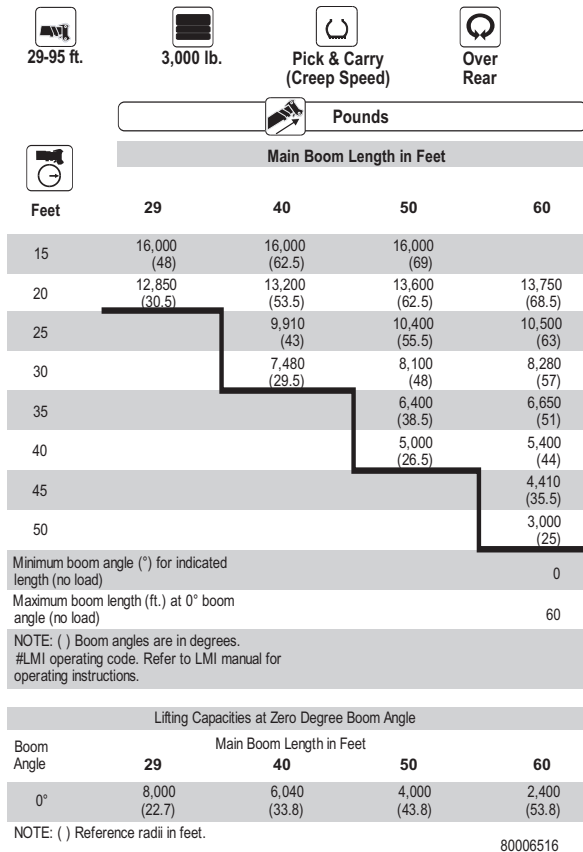 29-95 ft. 3,000 lb. Pick & Carry Over
(Creep Speed) Rear
Pounds
Main Boom Length in Feet
Feet 29 40 50 60
15 16,000 16,000 16,000
(48) (62.5) (69)
20 12,850 13,200 13,600 13,750
(30.5) (53.5) (62.5) (68.5)
25 9,910 10,400 10,500
(43) (55.5) (63)
30 7,480 8,100 8,280
(29.5) (48) (57)
35 6,400 6,650
(38.5) (51)
40 5,000 5,400
(26.5) (44)
45 4,410
(35.5)
50 3,000
(25)
Minimum boom angle (°) for indicated
length (no load) 0
Maximum boom length (ft.) at 0° boom
angle (no load) 60
NOTE: ( ) Boom angles are in degrees.
#LMI operating code. Refer to LMI manual for
operating instructions.
Lifting Capacities at Zero Degree Boom Angle
Boom Main Boom Length in Feet
Angle 29 40 50 60
0° 8,000 6,040 4,000 2,400
(22.7) (33.8) (43.8) (53.8)
NOTE: ( ) Reference radii in feet.
80006516